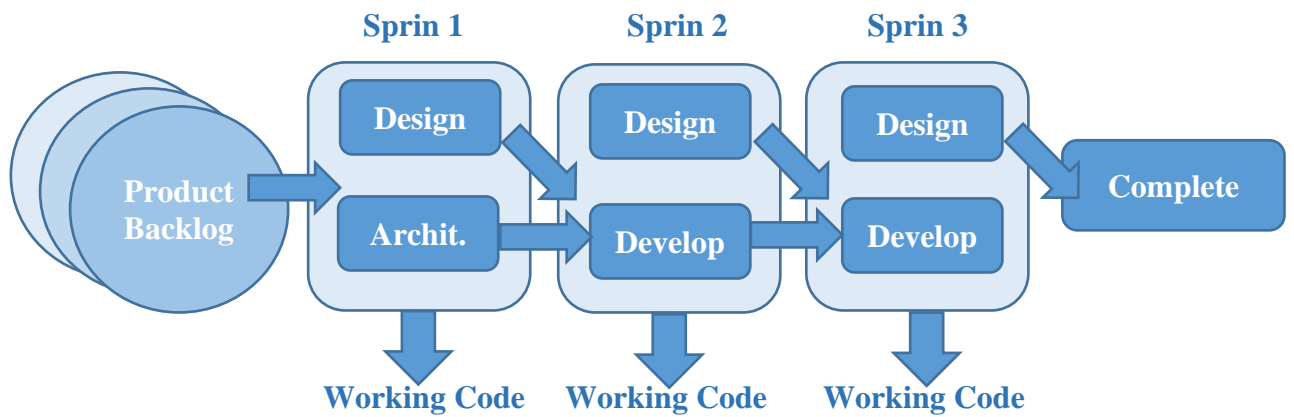 Sprin 1
Sprin 2
Sprin 3
Design
Design
Design
Product
Backlog
Complete
Archit.
Develop
Develop
Working Code
Working Code
Working Code